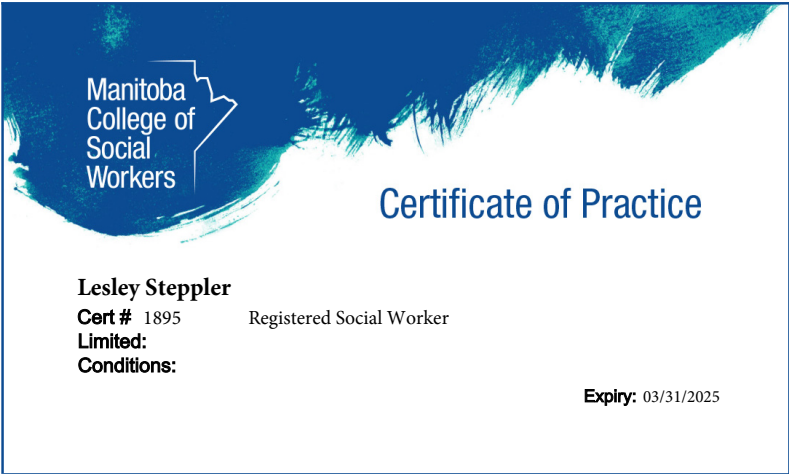 Manitoba
College of
Social
Workers
Certificate of Practice
Lesley Steppler
Cert # 1895 Registered Social Worker
Limited:
Conditions:
Expiry: 03/31/2025